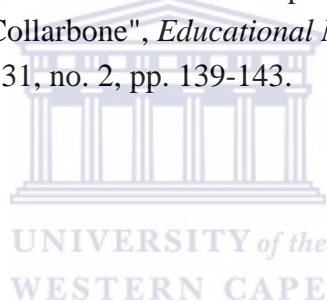 Collarbone", Educational
31, no. 2, pp. 139-143.
UNIVERSITY of the
WESTERN CAPE